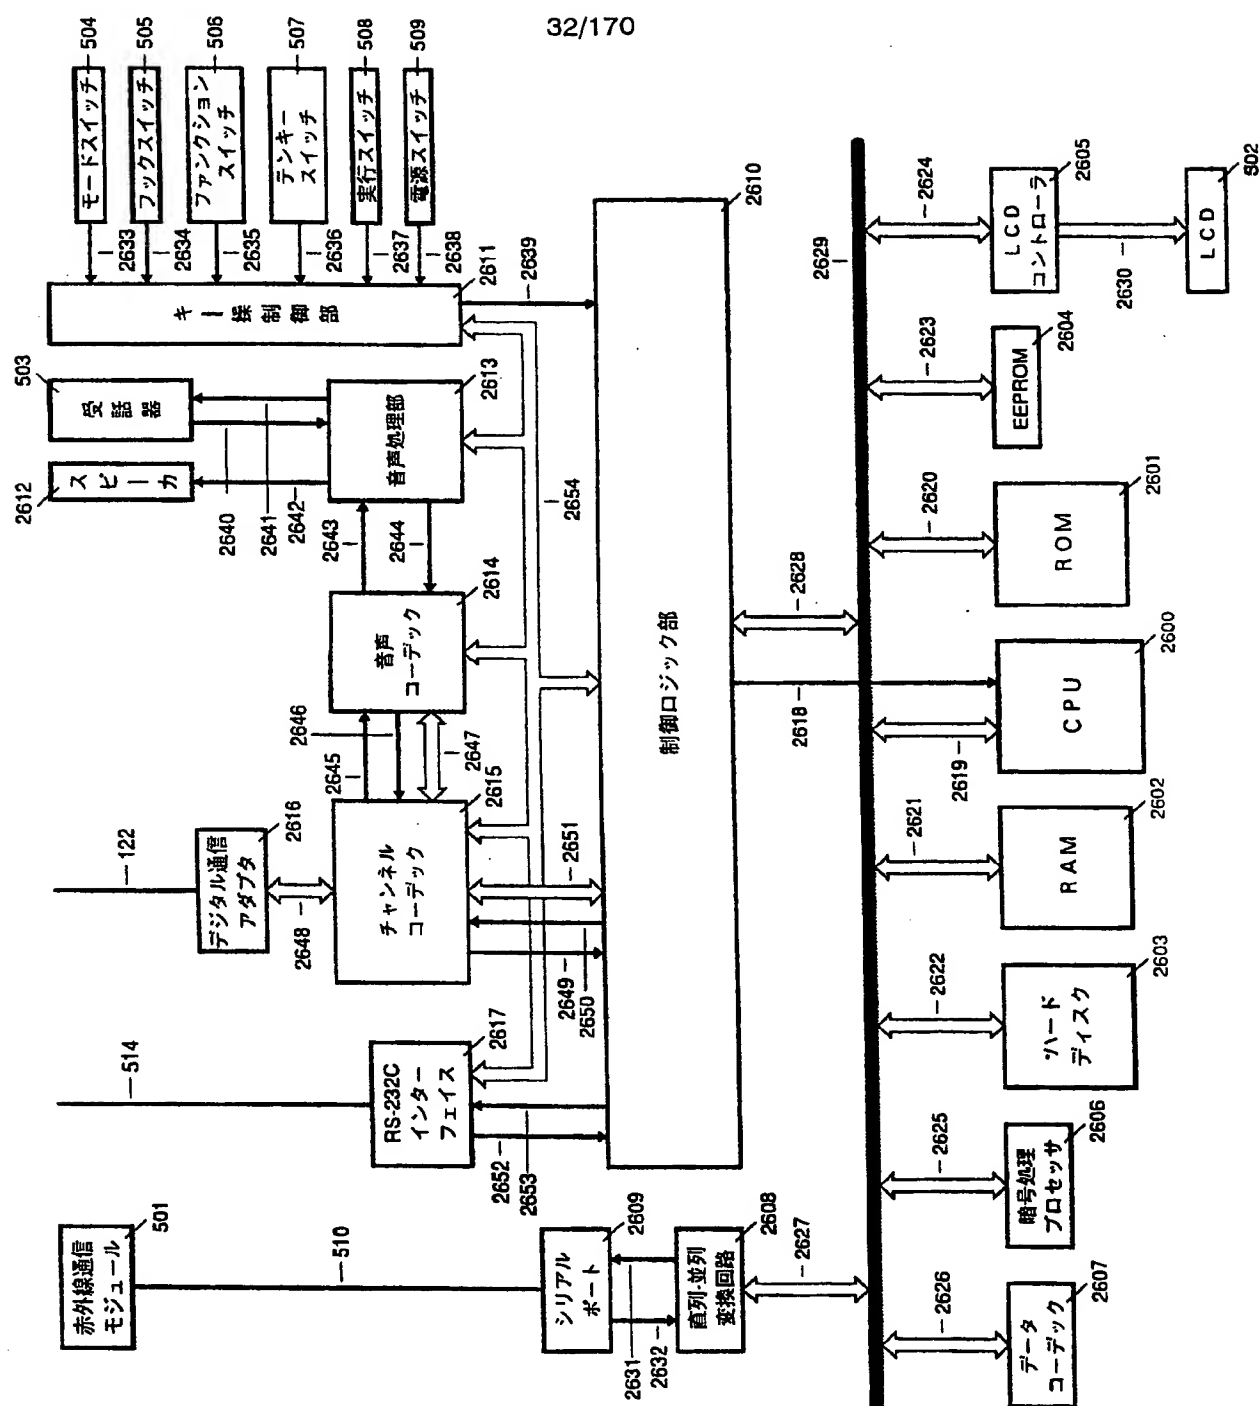 32/170
モードスイッチ
504
フックスイッチ
505
ファンクション
スイッチ
506
テンキー
スイッチ
507
実行スイッチ
508
電源スイッチ
509
2633
2634
2635
2636
2637
2638
キー操制御部
2611
2639
503
受話器
2612
スピーカ
2640
2641
2642
音声処理部
2613
2643
2644
2654
音声
コーデック
2614
2645
2646
2647
122
デジタル通信
アダプタ
2616
2648
チャンネル
コーデック
2615
2651
2649
2650
514
RS-232C
インター
フェイス
2617
2652
2653
制御ロジック部
2610
赤外線通信
モジュール
501
510
シリアル
ポート
2609
2631
2632
直列-並列
変換回路
2608
2627
2628
2618
2629
2624
LCD
コントローラ
2605
2630
LCD
502
2623
EEPROM
2604
2620
ROM
2601
2619
CPU
2600
2621
RAM
2602
2622
ハード
ディスク
2603
2625
暗号処理
プロセッサ
2606
2626
データ
コーデック
2607